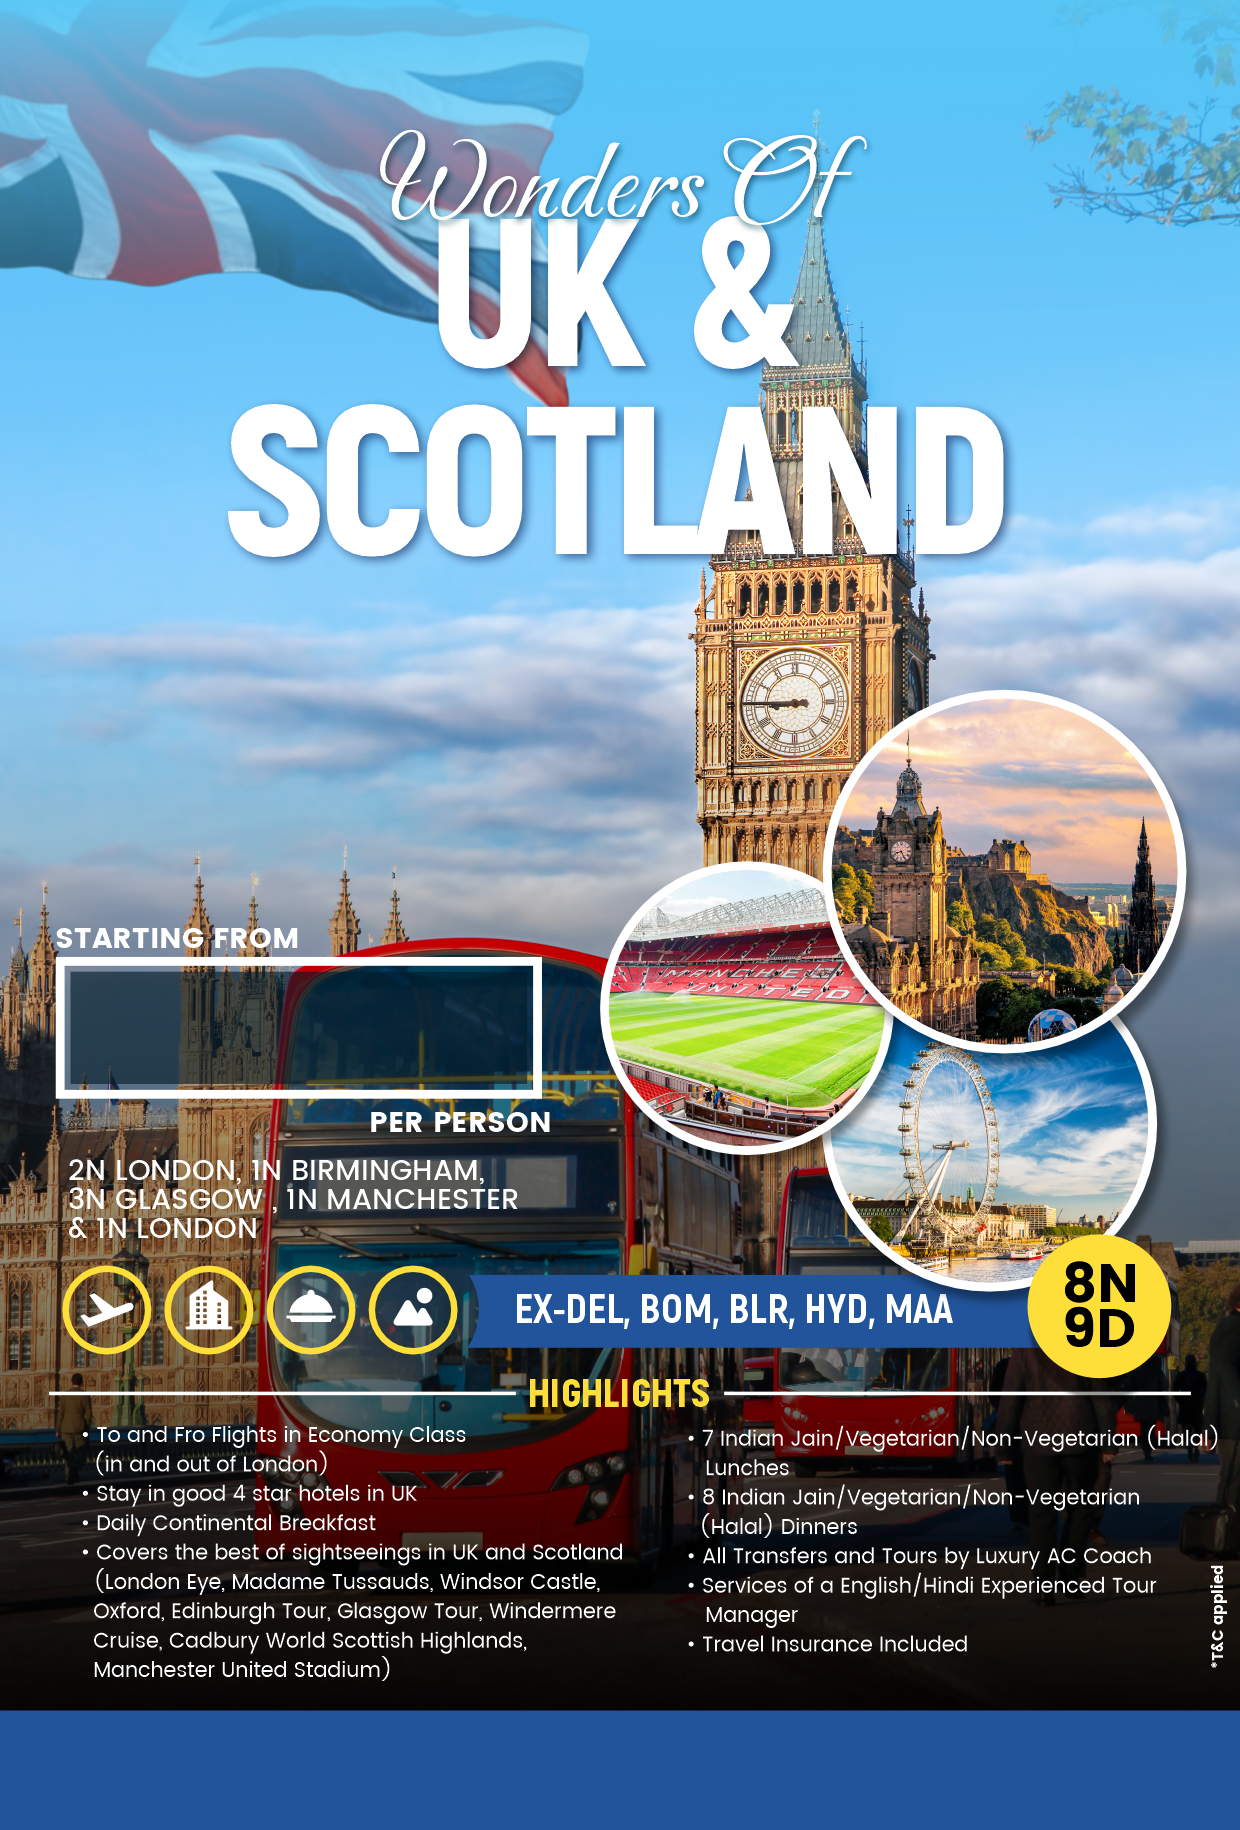 Wonders Of
UK &
SCOTLAND
MANCHESTER
UNITED
STARTING FROM
PER PERSON
2N LONDON, 1N BIRMINGHAM,
3N GLASGOW , 1N MANCHESTER
& 1N LONDON
EX-DEL, BOM, BLR, HYD, MAA
8N
9D
HIGHLIGHTS
• To and Fro Flights in Economy Class
(in and out of London)
• Stay in good 4 star hotels in UK
• Daily Continental Breakfast
• Covers the best of sightseeings in UK and Scotland
(London Eye, Madame Tussauds, Windsor Castle,
Oxford, Edinburgh Tour, Glasgow Tour, Windermere
Cruise, Cadbury World Scottish Highlands,
Manchester United Stadium)
• 7 Indian Jain/Vegetarian/Non-Vegetarian (Halal)
Lunches
• 8 Indian Jain/Vegetarian/Non-Vegetarian
(Halal) Dinners
• All Transfers and Tours by Luxury AC Coach
• Services of a English/Hindi Experienced Tour
Manager
• Travel Insurance Included
*T&C applied